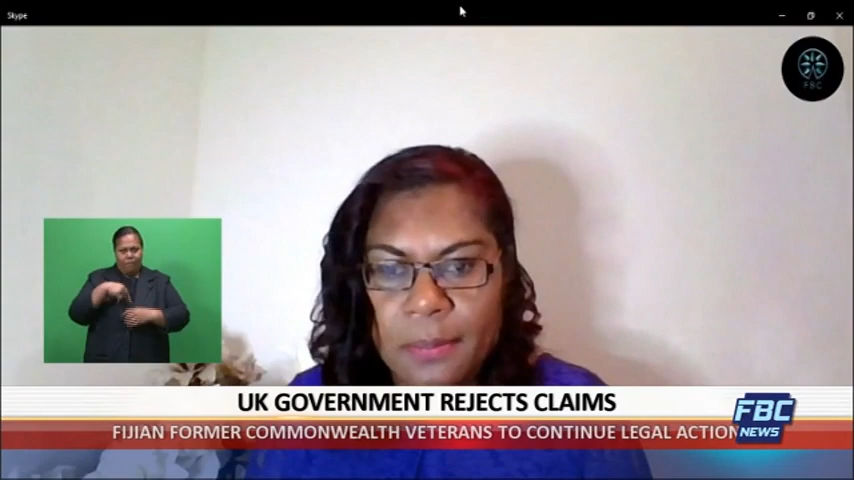 Skype
FBC
UK GOVERNMENT REJECTS CLAIMS
FIJIAN FORMER COMMONWEALTH VETERANS TO CONTINUE LEGAL ACTION
FBC
NEWS